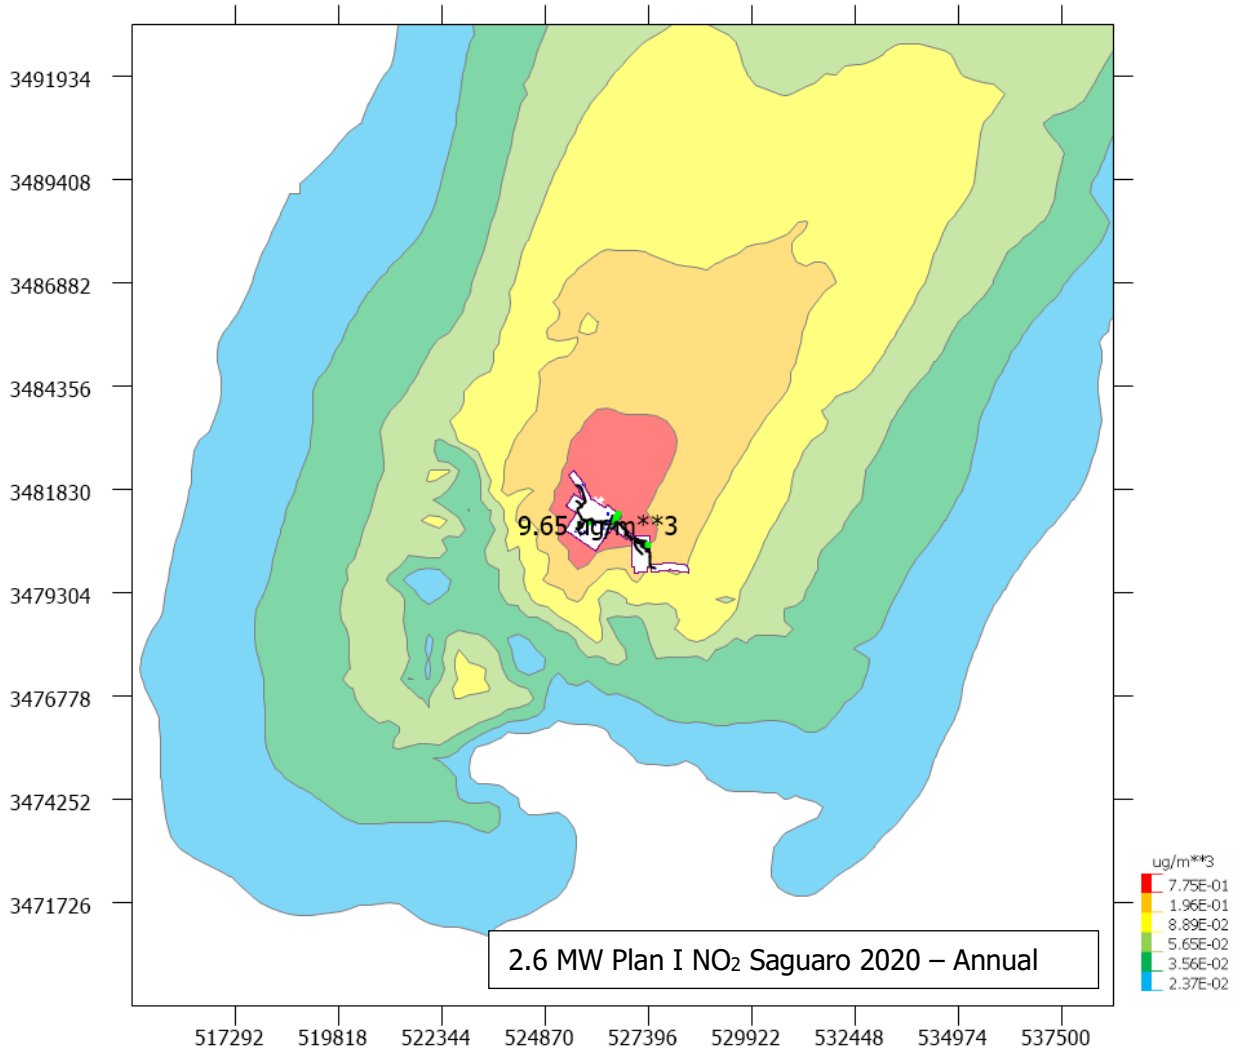 3491934
3489408
3486882
3484356
3481830
9.65 ug/m**3
3479304
3476778
3474252
3471726
2.6 MW Plan I NO₂ Saguaro 2020 – Annual
ug/m**3
7.75E-01
1.96E-01
8.89E-02
5.65E-02
3.56E-02
2.37E-02
517292 519818 522344 524870 527396 529922 532448 534974 537500